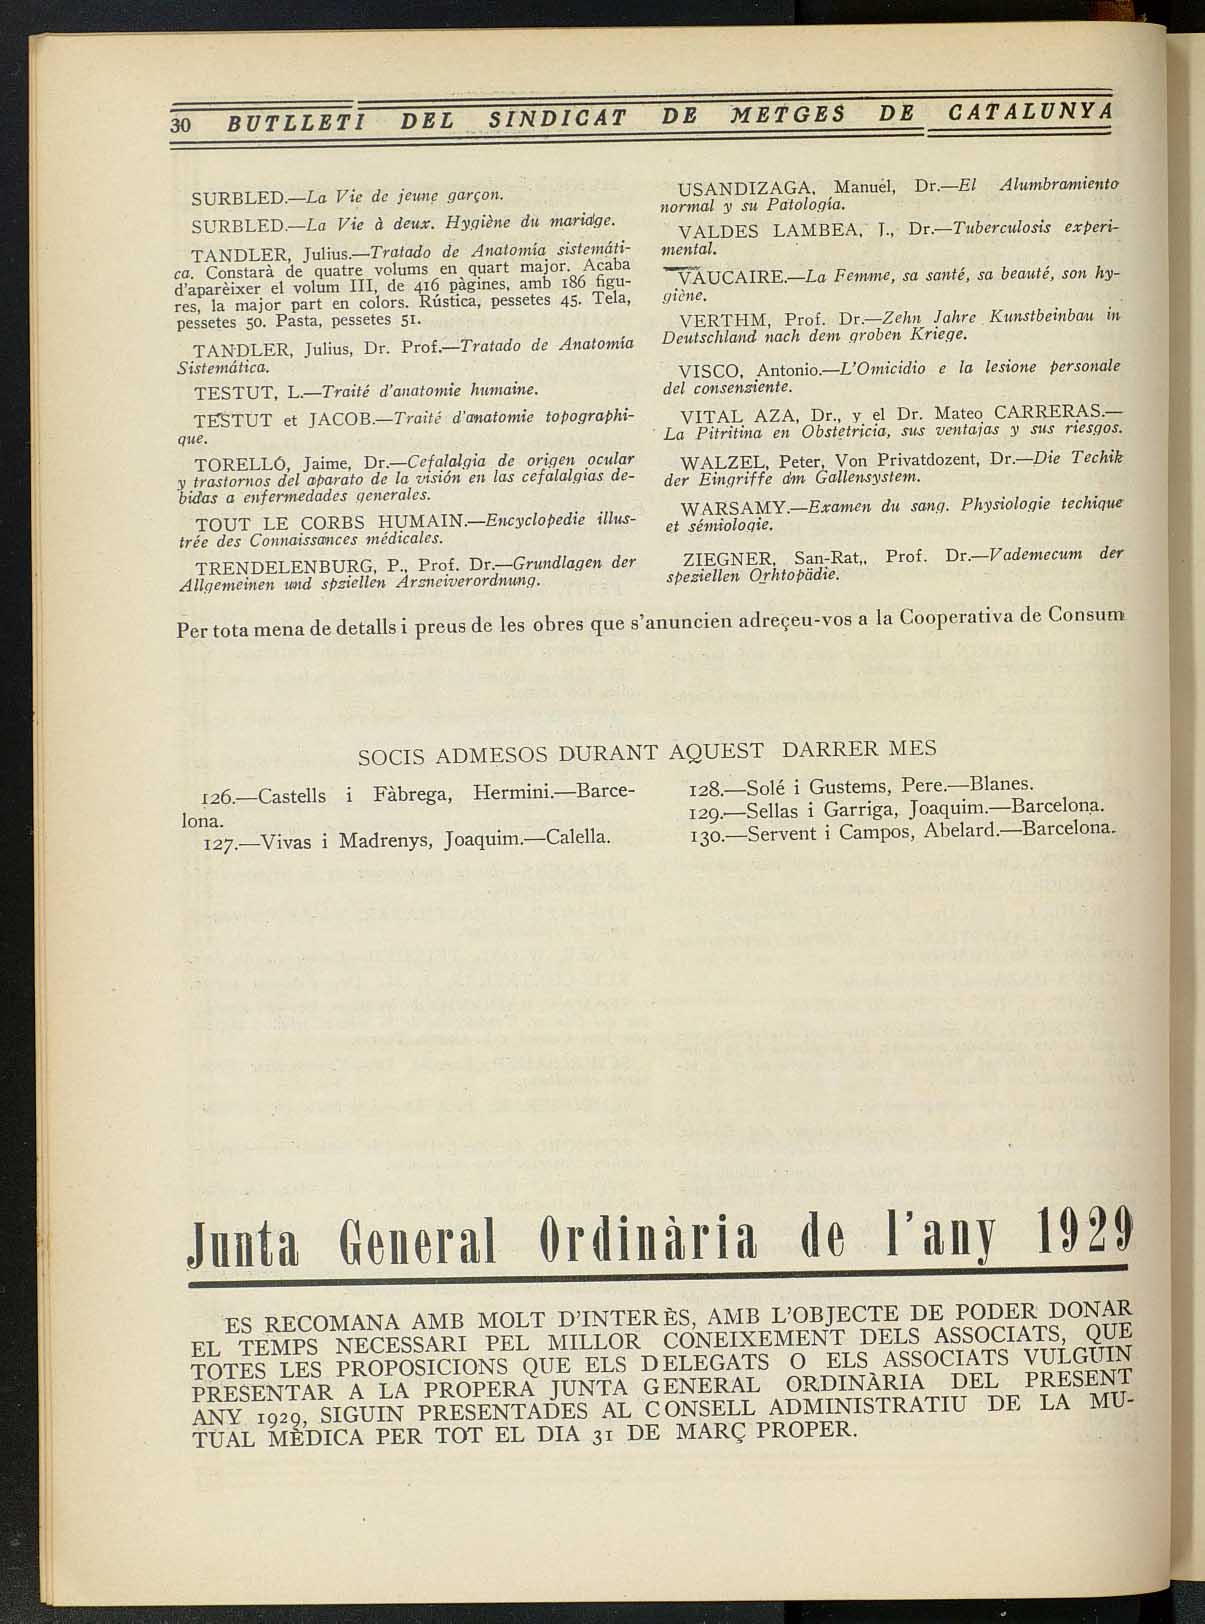 30 BUTLLETI DEL SINDICAT DE METGES DE CATALUNYA
SURBLED.—La Vie de jeune garçon.
SURBLED.—La Vie à deux. Hygiène du mariage.
TANDLER, Julius.—Tratado de Anatomía sistemáti-
ca. Constarà de quatre volums en quart major. Acaba
d'aparèixer el volum III, de 416 pàgines, amb 186 figu-
res, la major part en colors. Rústica, pessetes 45. Tela,
pessetes 50. Pasta, pessetes 51.
TANDLER, Julius, Dr. Prof.—Tratado de Anatomía
Sistemática.
TESTUT, L.—Traité d'anatomie humaine.
TESTUT et JACOB.—Traité d'anatomie topographi-
que.
TORELLÓ, Jaime, Dr.—Cefalalgia de origen ocular
y trastornos del aparato de la visión en las cefalalgias de-
bidas a enfermedades generales.
TOUT LE CORBS HUMAIN.—Encyclopedie illus-
trée des Connaissances médicales.
TRENDELENBURG, P., Prof. Dr.—Grundlagen der
Allgemeinen und speziellen Arzneiverordnung.
USANDIZAGA, Manuél, Dr.—El Alumbramiento
normal y su Patología.
VALDES LAMBEA, J., Dr.—Tuberculosis experi-
mental.
VAUCAIRE.—La Femme, sa santé, sa beauté, son hy-
giène.
VERTHM, Prof. Dr.—Zehn Jahre Kunstbeinbau in
Deutschland nach dem groben Kriege.
VISCO, Antonio.—L'Omicidio e la lesione personale
del consenziente.
VITAL AZA, Dr., y el Dr. Mateo CARRERAS.—
La Pitritina en Obstetricia, sus ventajas y sus riesgos.
WALZEL, Peter, Von Privatdozent, Dr.—Die Techik
der Eingriffe am Gallensystem.
WARSAMY.—Examen du sang. Physiologie techique
et sémiologie.
ZIEGNER, San-Rat,. Prof. Dr.—Vademecum der
speziellen Orhtopädie.
Per tota mena de detalls i preus de les obres que s'anuncien adreçeu-vos a la Cooperativa de Consum
SOCIS ADMESOS DURANT AQUEST DARRER MES
126.—Castells i Fàbrega, Hermini.—Barce-
lona.
127.—Vivas i Madrenys, Joaquim.—Calella.
128.—Solé i Gustems, Pere.—Blanes.
129.—Sellas i Garriga, Joaquim.—Barcelona.
130.—Servent i Campos, Abelard.—Barcelona.
Junta General Ordinària de l'any 1929
ES RECOMANA AMB MOLT D'INTERÈS, AMB L'OBJECTE DE PODER DONAR
EL TEMPS NECESSARI PEL MILLOR CONEIXEMENT DELS ASSOCIATS, QUE
TOTES LES PROPOSICIONS QUE ELS DELEGATS O ELS ASSOCIATS VULGUIN
PRESENTAR A LA PROPERA JUNTA GENERAL ORDINÀRIA DEL PRESENT
ANY 1929, SIGUIN PRESENTADES AL CONSELL ADMINISTRATIU DE LA MU-
TUAL MÈDICA PER TOT EL DIA 31 DE MARÇ PROPER.